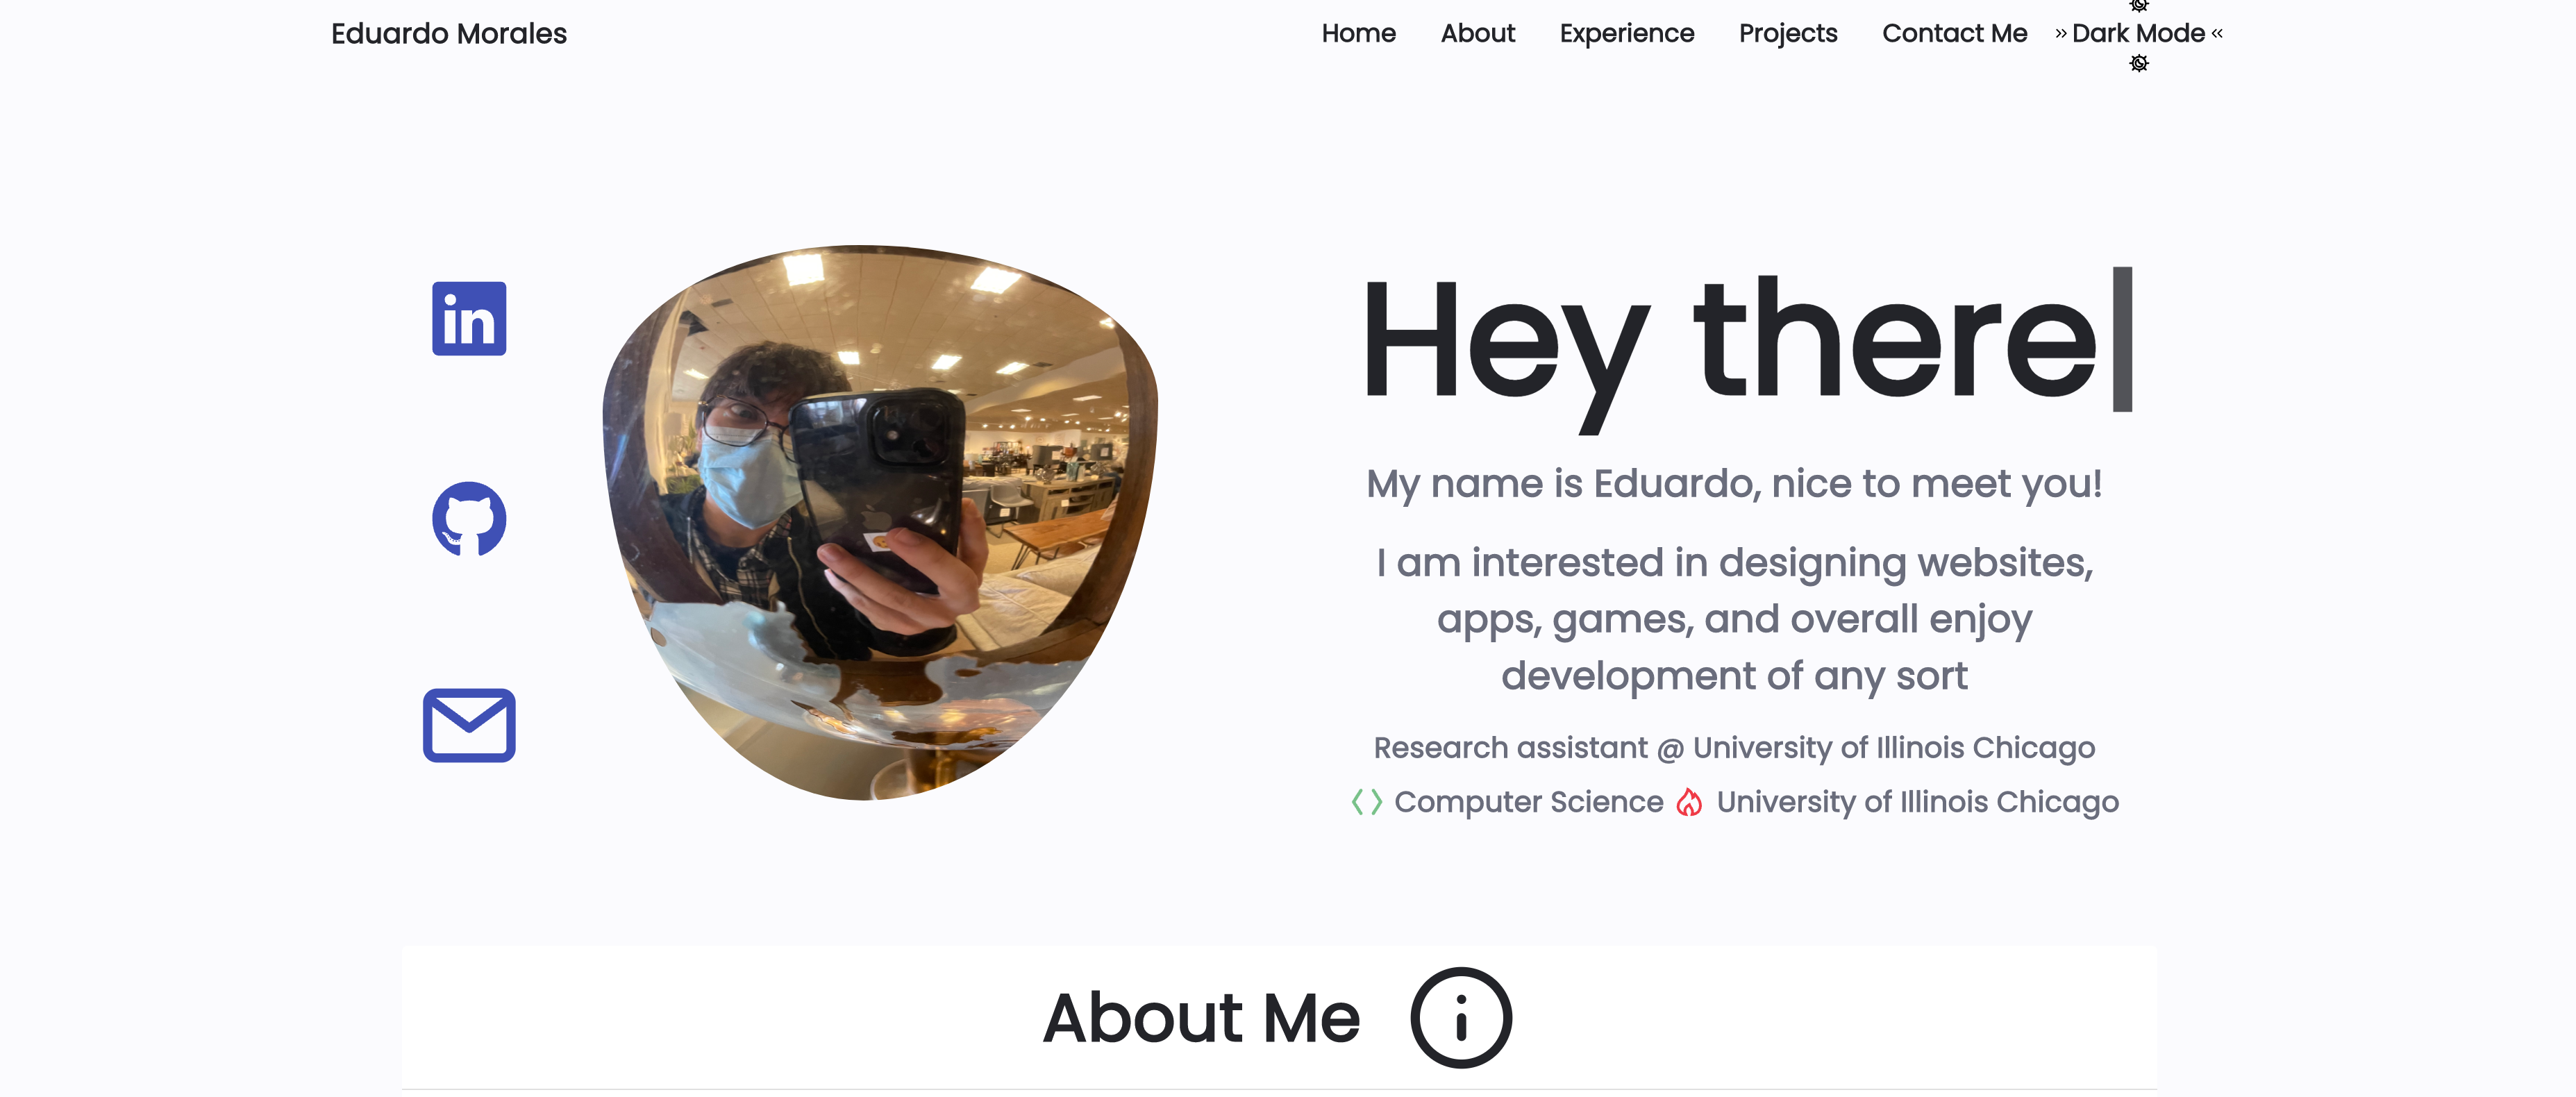 Eduardo Morales
Home
About
Experience
Projects
Contact Me
» Dark Mode «
in
Hey there|
My name is Eduardo, nice to meet you!
I am interested in designing websites,
apps, games, and overall enjoy
development of any sort
Research assistant @ University of Illinois Chicago
Computer Science
University of Illinois Chicago
About Me